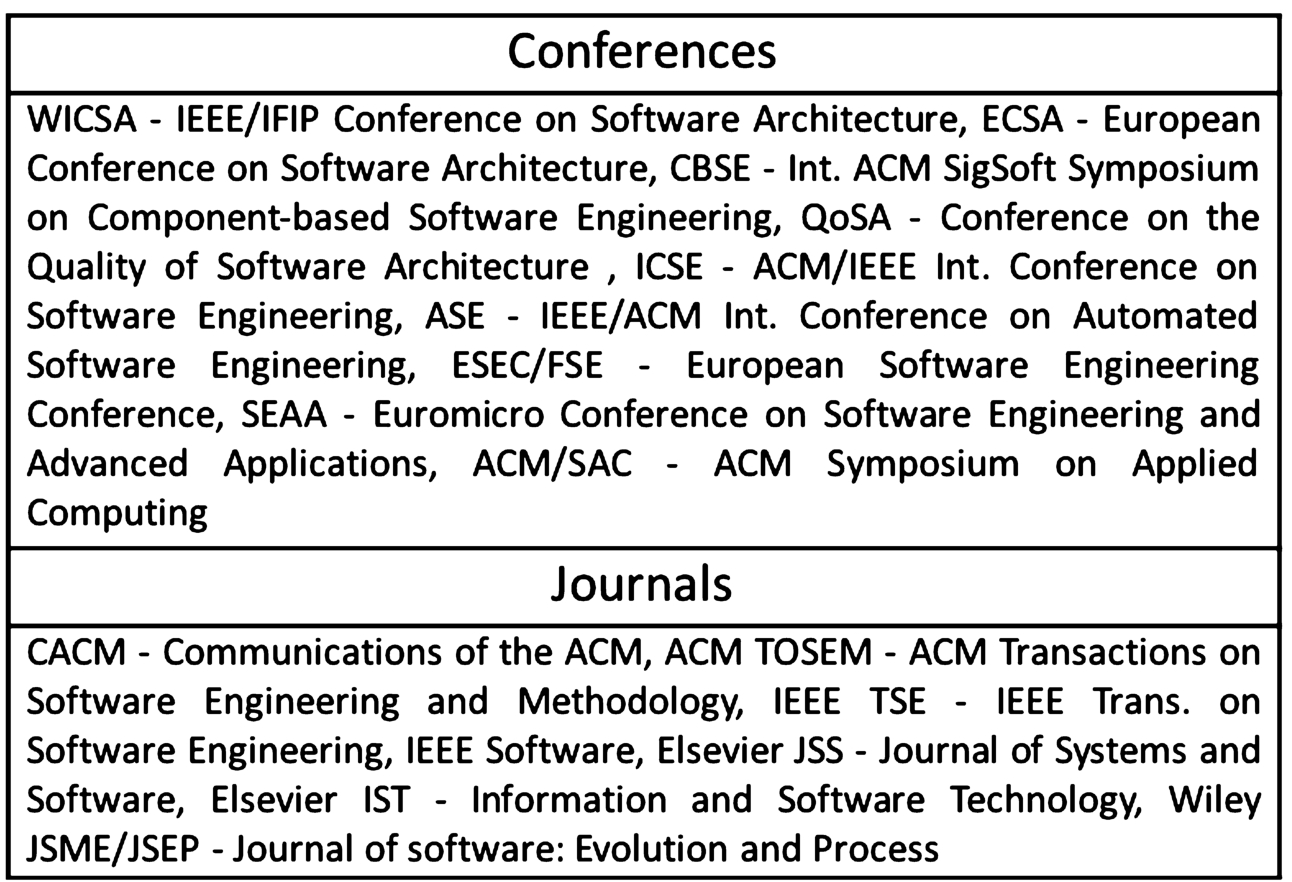 Conferences
WICSA - IEEE/IFIP Conference on Software Architecture, ECSA - European
Conference on Software Architecture, CBSE - Int. ACM SigSoft Symposium
on Component-based Software Engineering, QoSA - Conference on the
Quality of Software Architecture , ICSE - ACM/IEEE Int. Conference on
Software Engineering, ASE - IEEE/ACM Int. Conference on Automated
Software Engineering, ESEC/FSE - European Software Engineering
Conference, SEAA - Euromicro Conference on Software Engineering and
Advanced Applications, ACM/SAC - ACM Symposium on Applied
Computing
Journals
CACM - Communications of the ACM, ACM TOSEM - ACM Transactions on
Software Engineering and Methodology, IEEE TSE - IEEE Trans. on
Software Engineering, IEEE Software, Elsevier JSS - Journal of Systems and
Software, Elsevier IST - Information and Software Technology, Wiley
JSME/JSEP - Journal of software: Evolution and Process